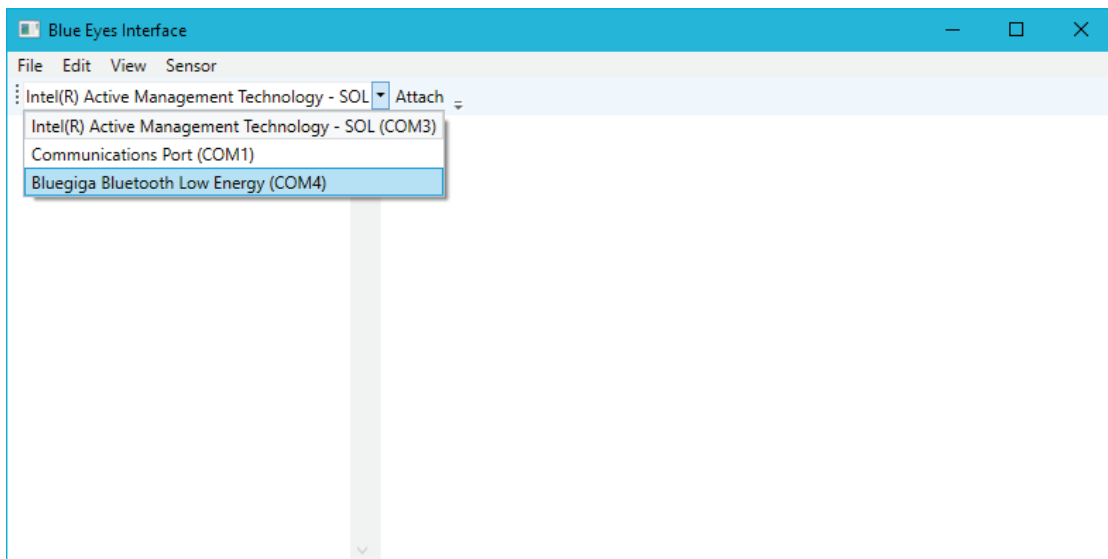 Blue Eyes Interface
File Edit View Sensor
Intel(R) Active Management Technology - SOL Attach
Intel(R) Active Management Technology - SOL (COM3)
Communications Port (COM1)
Bluegiga Bluetooth Low Energy (COM4)